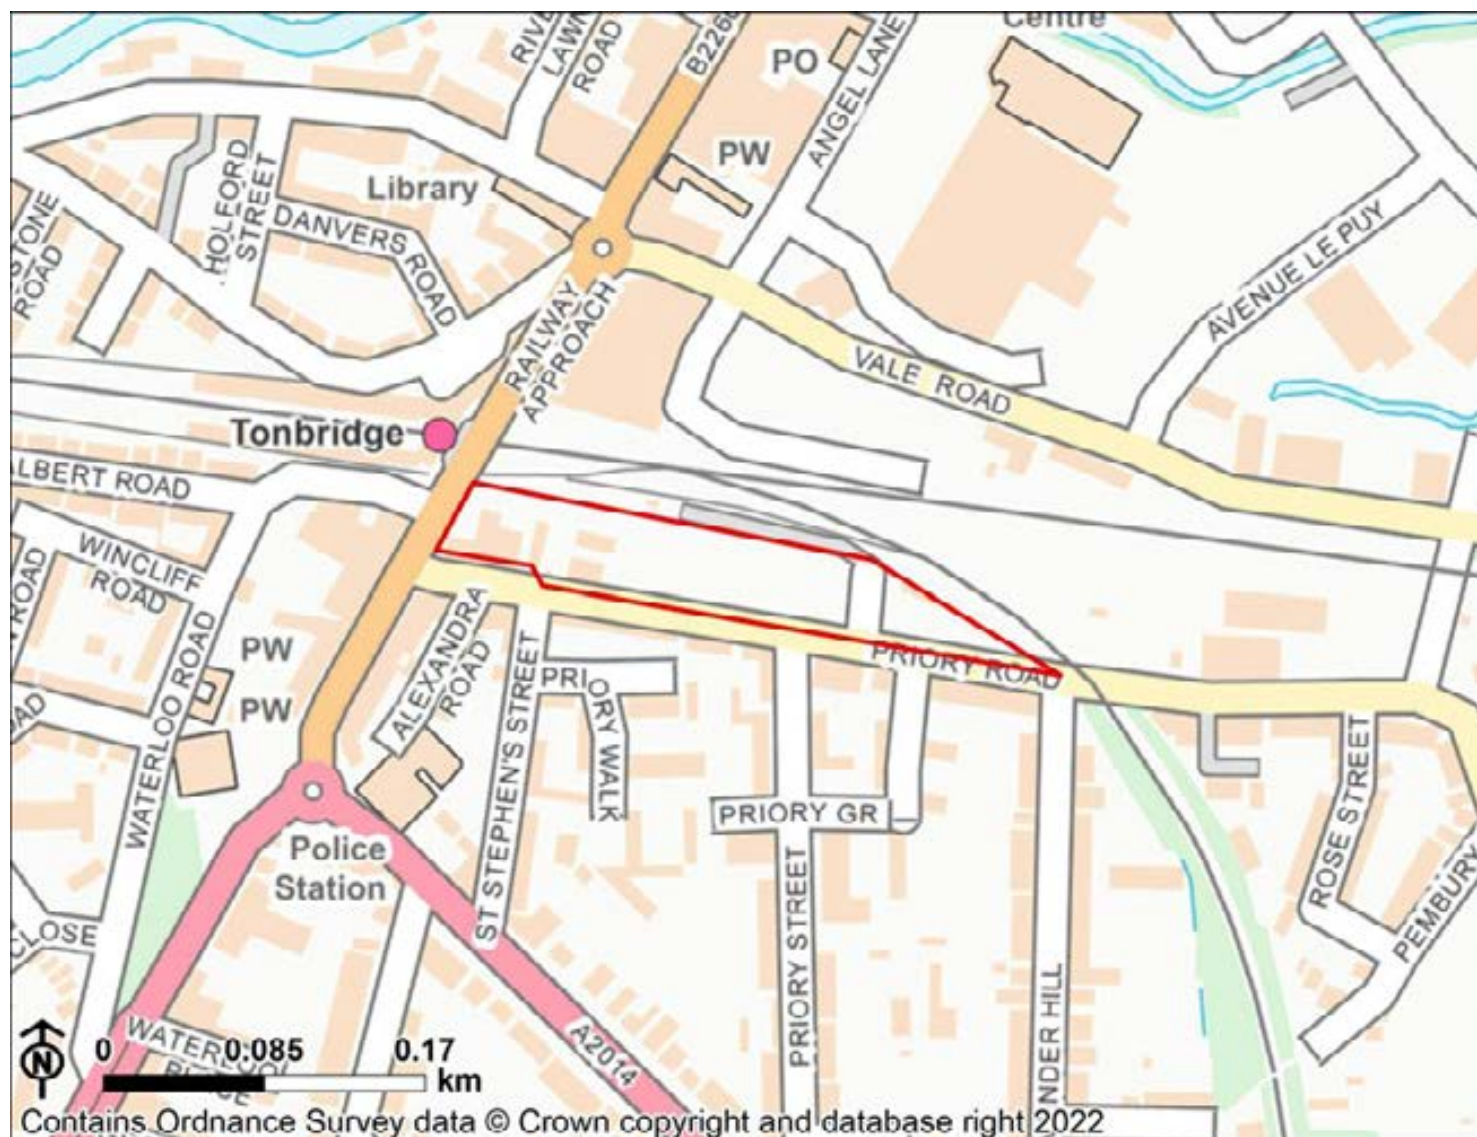 Centre
RIVE
LAWN
ROAD
B2260
PO
ANGEL LANE
PW
Library
HOLFORD
STREET
DANVERS ROAD
STONE
ROAD
AVENUE LE PUY
RAILWAY
APPROACH
VALE ROAD
Tonbridge
ALBERT ROAD
WINCLIFF
ROAD
ROAD
WATERLOO ROAD
PW
PW
ALEXANDRA
ROAD
ST STEPHEN'S STREET
PRIORY WALK
PRIORY ROAD
PRIORY GR
PRIORY STREET
ROSE STREET
PEMBURY
Police
Station
OAD
CLOSE
NDER HILL
A2014
WATERLOO
N
0 0.085 0.17
km
Contains Ordnance Survey data © Crown copyright and database right 2022